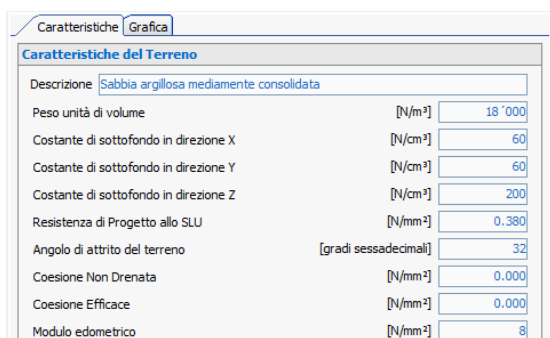 Caratteristiche Grafica
Caratteristiche del Terreno
Descrizione Sabbia argillosa mediamente consolidata
Peso unità di volume [N/m³] 18´000
Costante di sottofondo in direzione X [N/cm³] 60
Costante di sottofondo in direzione Y [N/cm³] 60
Costante di sottofondo in direzione Z [N/cm³] 200
Resistenza di Progetto allo SLU [N/mm²] 0.380
Angolo di attrito del terreno [gradi sessadecimali] 32
Coesione Non Drenata [N/mm²] 0.000
Coesione Efficace [N/mm²] 0.000
Modulo edometrico [N/mm²] 8